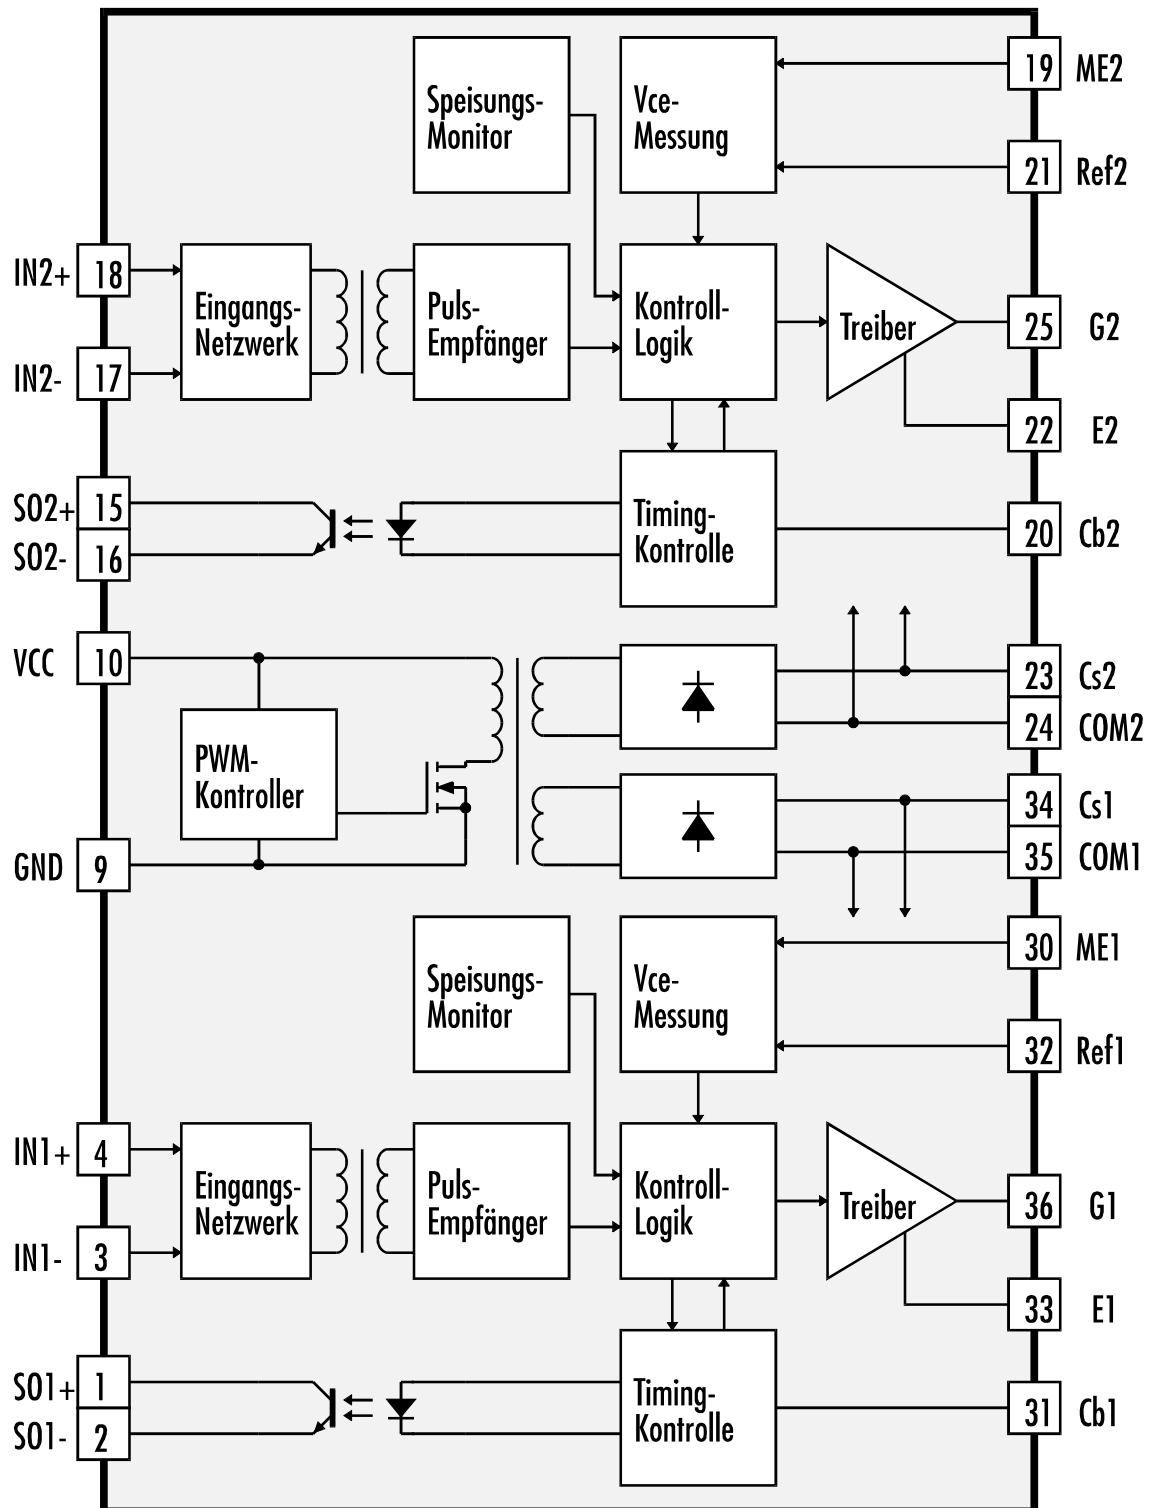 19 ME2
Speisungs-
Monitor
Vce-
Messung
21 Ref2
IN2+ 18
Eingangs-
Netzwerk
Puls-
Empfänger
Kontroll-
Logik
Treiber
25 G2
IN2- 17
22 E2
SO2+ 15
SO2- 16
Timing-
Kontrolle
20 Cb2
VCC 10
23 Cs2
24 COM2
PWM-
Kontroller
34 Cs1
35 COM1
GND 9
30 ME1
Speisungs-
Monitor
Vce-
Messung
32 Ref1
IN1+ 4
Eingangs-
Netzwerk
Puls-
Empfänger
Kontroll-
Logik
Treiber
36 G1
IN1- 3
33 E1
SO1+ 1
SO1- 2
Timing-
Kontrolle
31 Cb1